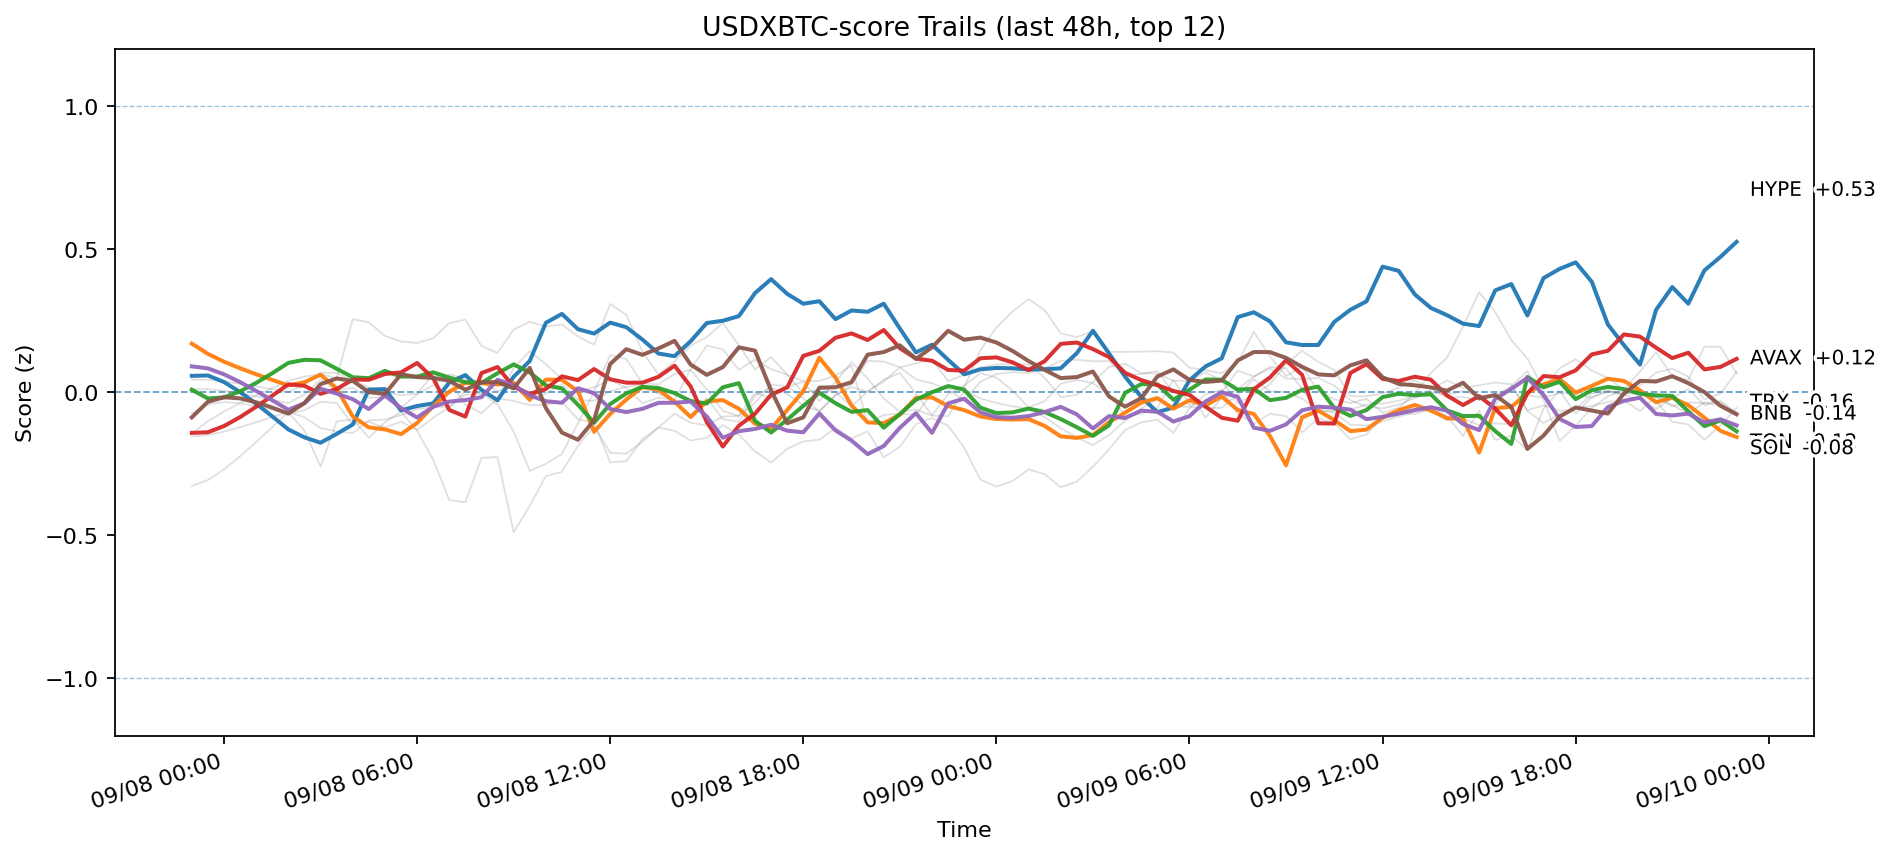 USDXBTC-score Trails (last 48h, top 12)
Score (z)
1.0
0.5
0.0
−0.5
−1.0
HYPE +0.53
AVAX +0.12
TRX -0.16
BNB -0.14
SOL -0.08
09/08 00:00
09/08 06:00
09/08 12:00
09/08 18:00
09/09 00:00
09/09 06:00
09/09 12:00
09/09 18:00
09/10 00:00
Time